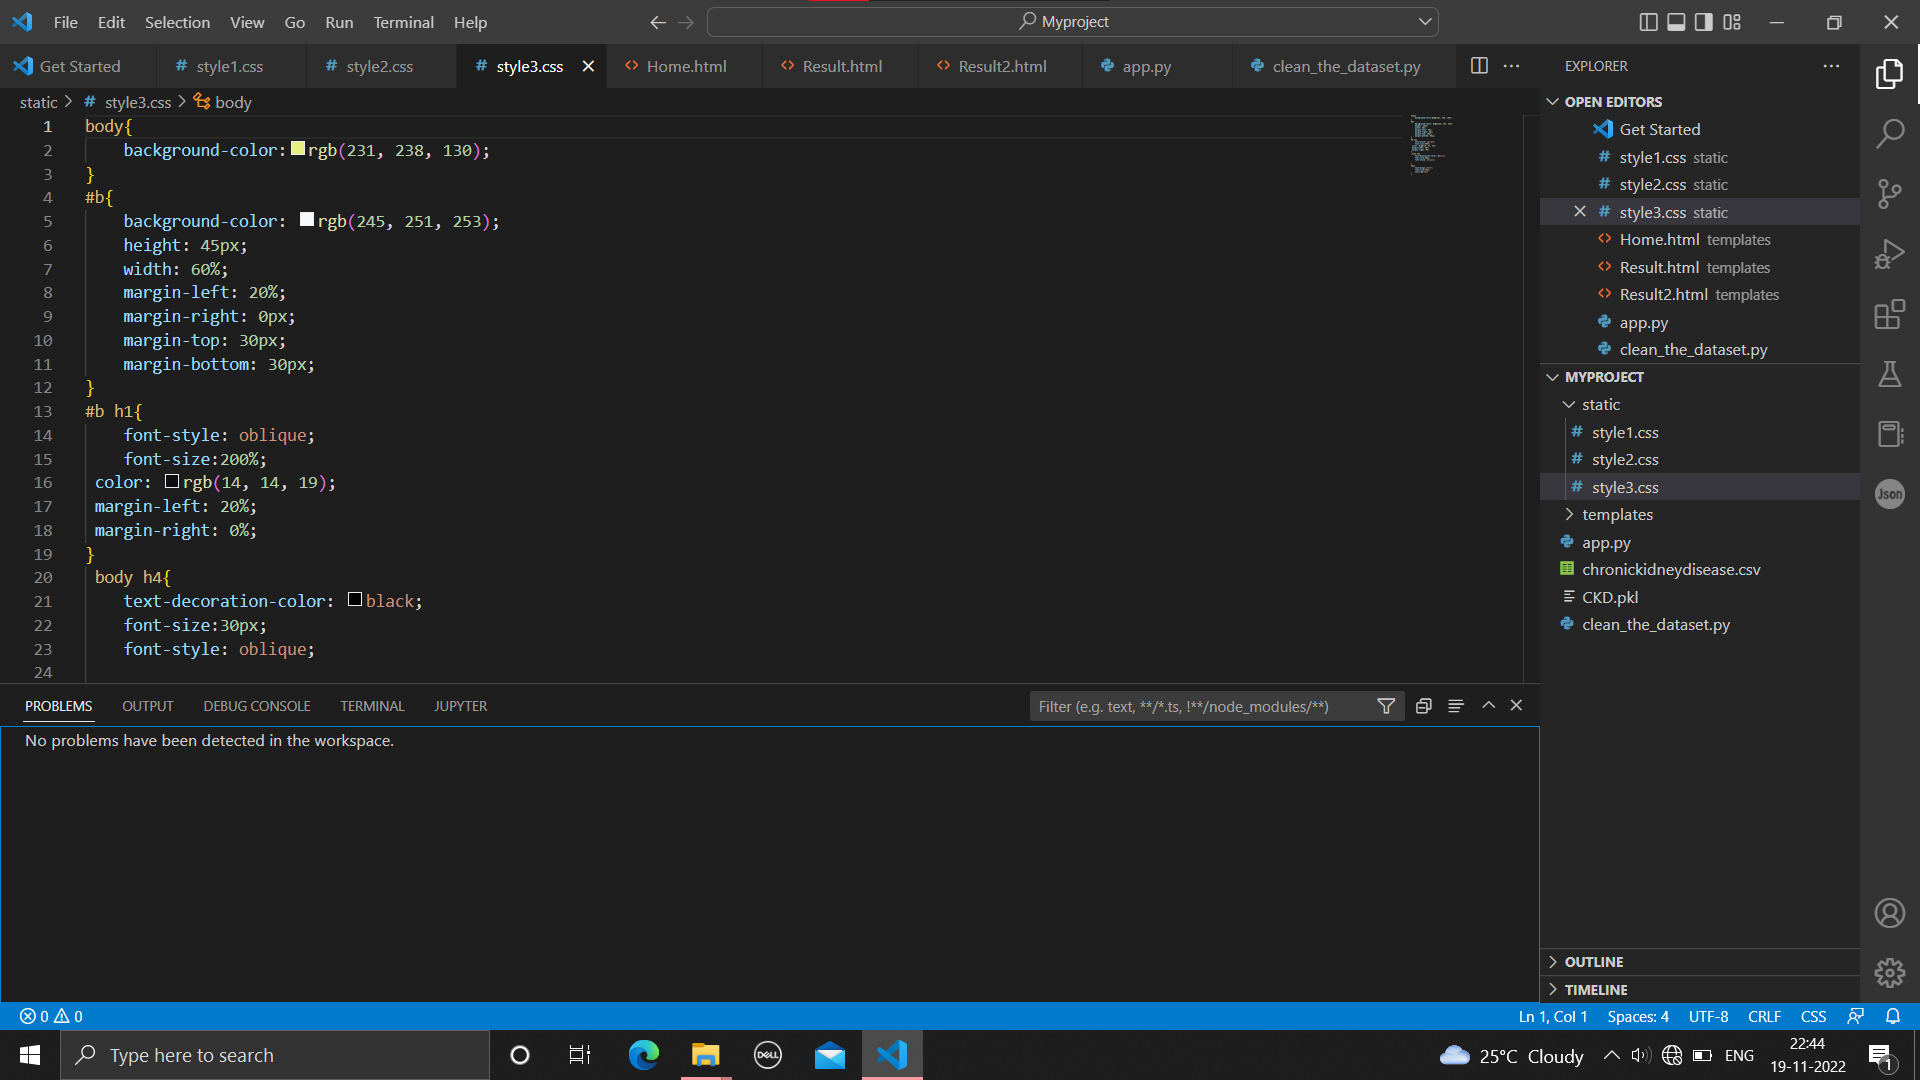 File Edit Selection View Go Run Terminal Help
Myproject
Get Started # style1.css # style2.css # style3.css <> Home.html <> Result.html <> Result2.html app.py clean_the_dataset.py ···
static > # style3.css > body
1 body{
2 background-color: rgb(231, 238, 130);
3 }
4 #b{
5 background-color: rgb(245, 251, 253);
6 height: 45px;
7 width: 60%;
8 margin-left: 20%;
9 margin-right: 0px;
10 margin-top: 30px;
11 margin-bottom: 30px;
12 }
13 #b h1{
14 font-style: oblique;
15 font-size:200%;
16 color: rgb(14, 14, 19);
17 margin-left: 20%;
18 margin-right: 0%;
19 }
20 body h4{
21 text-decoration-color: black;
22 font-size:30px;
23 font-style: oblique;
24
PROBLEMS OUTPUT DEBUG CONSOLE TERMINAL JUPYTER
Filter (e.g. text, **/*.ts, !**/node_modules/**)
No problems have been detected in the workspace.
EXPLORER ···
OPEN EDITORS
Get Started
# style1.css static
# style2.css static
# style3.css static
<> Home.html templates
<> Result.html templates
<> Result2.html templates
app.py
clean_the_dataset.py
MYPROJECT
static
# style1.css
# style2.css
# style3.css
templates
app.py
chronickidneydisease.csv
CKD.pkl
clean_the_dataset.py
Json
OUTLINE
TIMELINE
0 0
Ln 1, Col 1 Spaces: 4 UTF-8 CRLF CSS
Type here to search
DELL
25°C Cloudy
ENG
22:44
19-11-2022
1